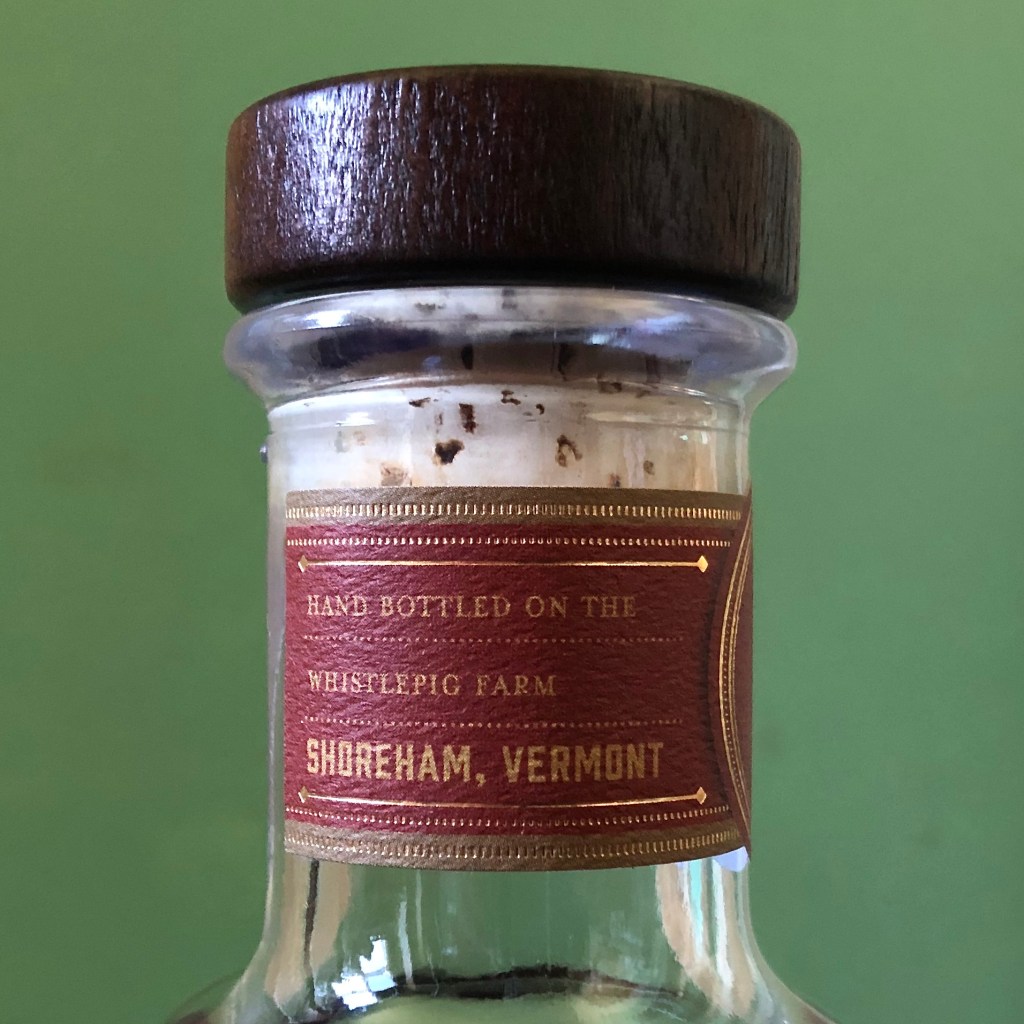 HAND BOTTLED ON THE
WHISTLEPIG FARM
SHOREHAM, VERMONT